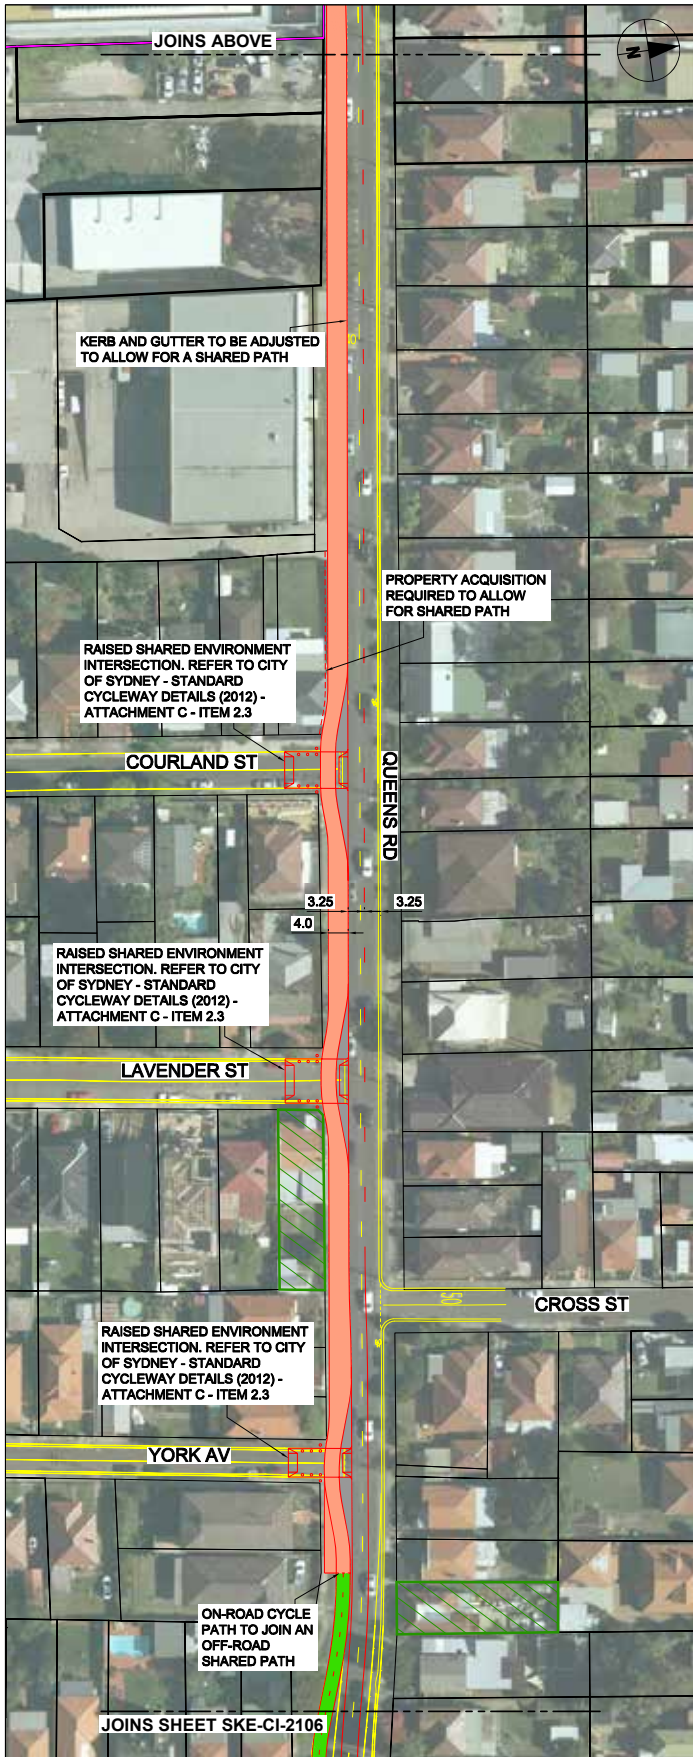 JOINS ABOVE
N
KERB AND GUTTER TO BE ADJUSTED
TO ALLOW FOR A SHARED PATH
PROPERTY ACQUISITION
REQUIRED TO ALLOW
FOR SHARED PATH
RAISED SHARED ENVIRONMENT
INTERSECTION. REFER TO CITY
OF SYDNEY - STANDARD
CYCLEWAY DETAILS (2012) -
ATTACHMENT C - ITEM 2.3
COURLAND ST
QUEENS RD
3.25
3.25
4.0
RAISED SHARED ENVIRONMENT
INTERSECTION. REFER TO CITY
OF SYDNEY - STANDARD
CYCLEWAY DETAILS (2012) -
ATTACHMENT C - ITEM 2.3
LAVENDER ST
50
CROSS ST
RAISED SHARED ENVIRONMENT
INTERSECTION. REFER TO CITY
OF SYDNEY - STANDARD
CYCLEWAY DETAILS (2012) -
ATTACHMENT C - ITEM 2.3
YORK AV
ON-ROAD CYCLE
PATH TO JOIN AN
OFF-ROAD
SHARED PATH
JOINS SHEET SKE-CI-2106